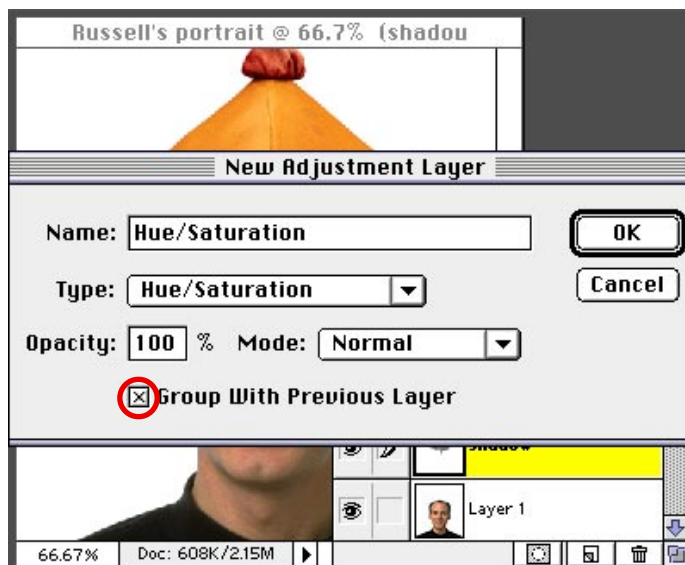 Russell's portrait @ 66.7% (shadou
New Adjustment Layer
Name: Hue/Saturation
OK
Type: Hue/Saturation
Cancel
Opacity: 100 % Mode: Normal
Group With Previous Layer
shadow
Layer 1
66.67% Doc: 608K/2.15M